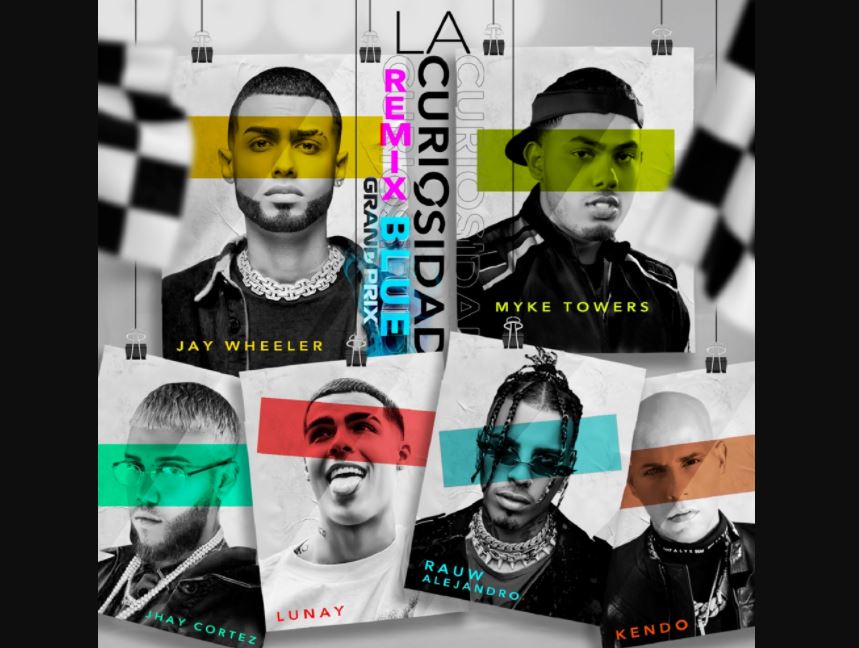 LA
CURIOSIDAD
REMIX BLUE
GRAND PRIX
JAY WHEELER
MYKE TOWERS
JHAY CORTEZ
LUNAY
RAUW
ALEJANDRO
KENDO